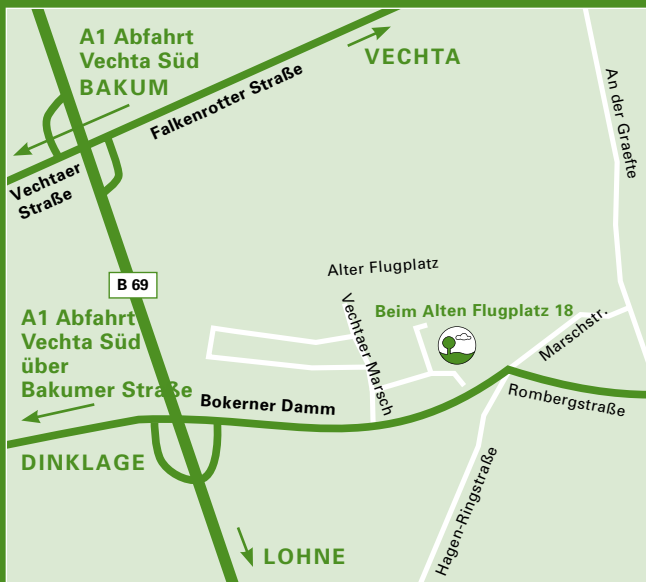 A1 Abfahrt
Vechta Süd
BAKUM
VECHTA
Falkenrotter Straße
An der Graefte
Vechtaer
Straße
Alter Flugplatz
B 69
Vechtaer Marsch
Beim Alten Flugplatz 18
Marschstr.
A1 Abfahrt
Vechta Süd
über
Bakumer Straße
Bokerner Damm
Rombergstraße
DINKLAGE
Hagen-Ringstraße
LOHNE